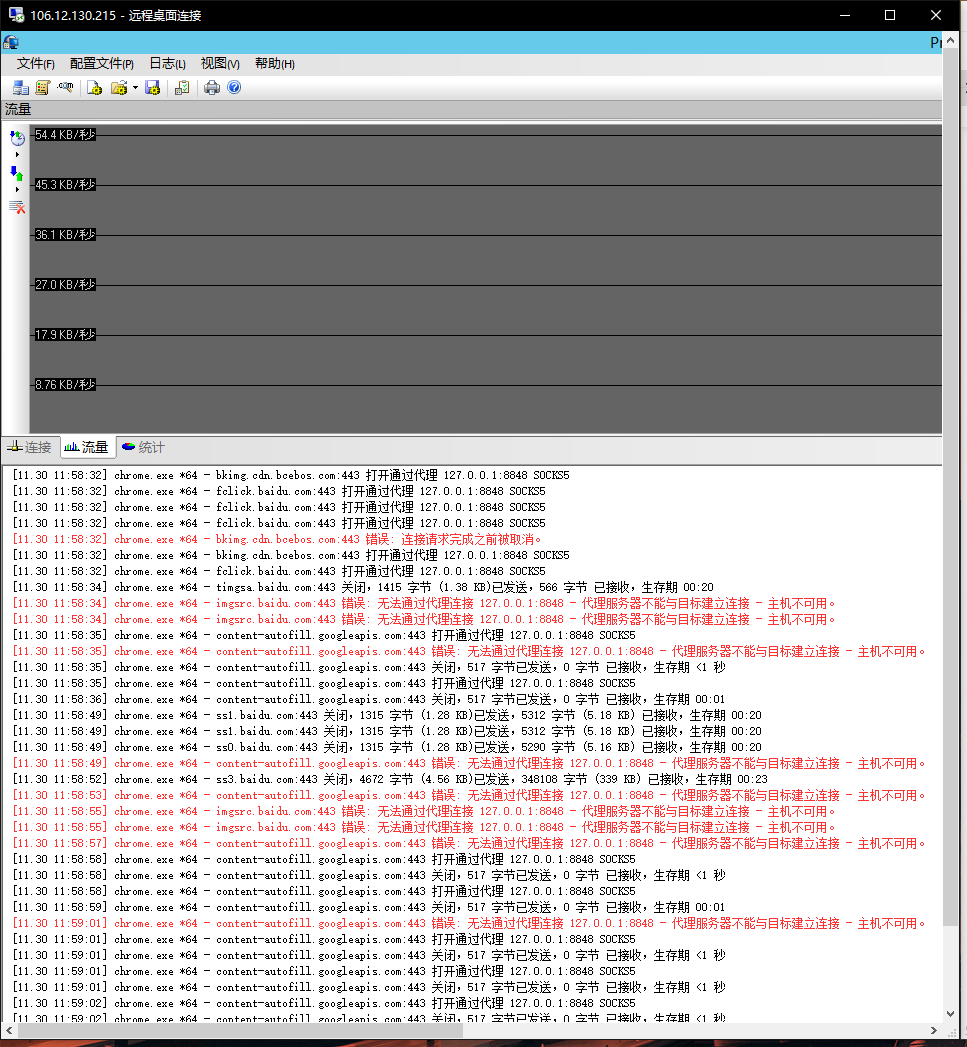 106.12.130.215 - 远程桌面连接
文件(F) 配置文件(P) 日志(L) 视图(V) 帮助(H)
流量
54.4 KB/秒
45.3 KB/秒
36.1 KB/秒
27.0 KB/秒
17.9 KB/秒
8.76 KB/秒
连接 流量 统计
[11.30 11:58:32] chrome.exe *64 - bkimg.cdn.bcebos.com:443 打开通过代理 127.0.0.1:8848 SOCKS5
[11.30 11:58:32] chrome.exe *64 - fclick.baidu.com:443 打开通过代理 127.0.0.1:8848 SOCKS5
[11.30 11:58:32] chrome.exe *64 - fclick.baidu.com:443 打开通过代理 127.0.0.1:8848 SOCKS5
[11.30 11:58:32] chrome.exe *64 - fclick.baidu.com:443 打开通过代理 127.0.0.1:8848 SOCKS5
[11.30 11:58:32] chrome.exe *64 - bkimg.cdn.bcebos.com:443 错误: 连接请求完成之前被取消。
[11.30 11:58:32] chrome.exe *64 - bkimg.cdn.bcebos.com:443 打开通过代理 127.0.0.1:8848 SOCKS5
[11.30 11:58:32] chrome.exe *64 - fclick.baidu.com:443 打开通过代理 127.0.0.1:8848 SOCKS5
[11.30 11:58:34] chrome.exe *64 - timgsa.baidu.com:443 关闭，1415 字节 (1.38 KB)已发送，566 字节 已接收，生存期 00:20
[11.30 11:58:34] chrome.exe *64 - imgsrc.baidu.com:443 错误: 无法通过代理连接 127.0.0.1:8848 - 代理服务器不能与目标建立连接 - 主机不可用。
[11.30 11:58:34] chrome.exe *64 - imgsrc.baidu.com:443 错误: 无法通过代理连接 127.0.0.1:8848 - 代理服务器不能与目标建立连接 - 主机不可用。
[11.30 11:58:35] chrome.exe *64 - content-autofill.googleapis.com:443 打开通过代理 127.0.0.1:8848 SOCKS5
[11.30 11:58:35] chrome.exe *64 - content-autofill.googleapis.com:443 错误: 无法通过代理连接 127.0.0.1:8848 - 代理服务器不能与目标建立连接 - 主机不可用。
[11.30 11:58:35] chrome.exe *64 - content-autofill.googleapis.com:443 关闭，517 字节已发送，0 字节 已接收，生存期 <1 秒
[11.30 11:58:35] chrome.exe *64 - content-autofill.googleapis.com:443 打开通过代理 127.0.0.1:8848 SOCKS5
[11.30 11:58:36] chrome.exe *64 - content-autofill.googleapis.com:443 关闭，517 字节已发送，0 字节 已接收，生存期 00:01
[11.30 11:58:49] chrome.exe *64 - ss1.baidu.com:443 关闭，1315 字节 (1.28 KB)已发送，5312 字节 (5.18 KB) 已接收，生存期 00:20
[11.30 11:58:49] chrome.exe *64 - ss1.baidu.com:443 关闭，1315 字节 (1.28 KB)已发送，5312 字节 (5.18 KB) 已接收，生存期 00:20
[11.30 11:58:49] chrome.exe *64 - ss0.baidu.com:443 关闭，1315 字节 (1.28 KB)已发送，5290 字节 (5.16 KB) 已接收，生存期 00:20
[11.30 11:58:49] chrome.exe *64 - content-autofill.googleapis.com:443 错误: 无法通过代理连接 127.0.0.1:8848 - 代理服务器不能与目标建立连接 - 主机不可用。
[11.30 11:58:52] chrome.exe *64 - ss3.baidu.com:443 关闭，4672 字节 (4.56 KB)已发送，348108 字节 (339 KB) 已接收，生存期 00:23
[11.30 11:58:53] chrome.exe *64 - content-autofill.googleapis.com:443 错误: 无法通过代理连接 127.0.0.1:8848 - 代理服务器不能与目标建立连接 - 主机不可用。
[11.30 11:58:55] chrome.exe *64 - imgsrc.baidu.com:443 错误: 无法通过代理连接 127.0.0.1:8848 - 代理服务器不能与目标建立连接 - 主机不可用。
[11.30 11:58:55] chrome.exe *64 - imgsrc.baidu.com:443 错误: 无法通过代理连接 127.0.0.1:8848 - 代理服务器不能与目标建立连接 - 主机不可用。
[11.30 11:58:57] chrome.exe *64 - content-autofill.googleapis.com:443 错误: 无法通过代理连接 127.0.0.1:8848 - 代理服务器不能与目标建立连接 - 主机不可用。
[11.30 11:58:58] chrome.exe *64 - content-autofill.googleapis.com:443 打开通过代理 127.0.0.1:8848 SOCKS5
[11.30 11:58:58] chrome.exe *64 - content-autofill.googleapis.com:443 关闭，517 字节已发送，0 字节 已接收，生存期 <1 秒
[11.30 11:58:58] chrome.exe *64 - content-autofill.googleapis.com:443 打开通过代理 127.0.0.1:8848 SOCKS5
[11.30 11:58:59] chrome.exe *64 - content-autofill.googleapis.com:443 关闭，517 字节已发送，0 字节 已接收，生存期 00:01
[11.30 11:59:01] chrome.exe *64 - content-autofill.googleapis.com:443 错误: 无法通过代理连接 127.0.0.1:8848 - 代理服务器不能与目标建立连接 - 主机不可用。
[11.30 11:59:01] chrome.exe *64 - content-autofill.googleapis.com:443 打开通过代理 127.0.0.1:8848 SOCKS5
[11.30 11:59:01] chrome.exe *64 - content-autofill.googleapis.com:443 关闭，517 字节已发送，0 字节 已接收，生存期 <1 秒
[11.30 11:59:01] chrome.exe *64 - content-autofill.googleapis.com:443 打开通过代理 127.0.0.1:8848 SOCKS5
[11.30 11:59:01] chrome.exe *64 - content-autofill.googleapis.com:443 关闭，517 字节已发送，0 字节 已接收，生存期 <1 秒
[11.30 11:59:02] chrome.exe *64 - content-autofill.googleapis.com:443 打开通过代理 127.0.0.1:8848 SOCKS5
[11.30 11:59:02] chrome.exe *64 - content-autofill.googleapis.com:443 关闭，517 字节已发送，0 字节 已接收，生存期 <1 秒